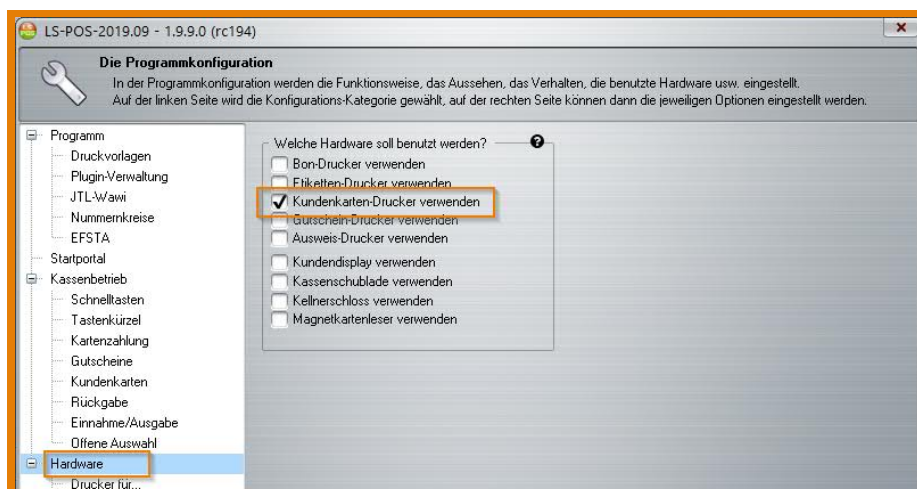 LS-POS-2019.09 - 1.9.9.0 (rc194)
Die Programmkonfiguration
In der Programmkonfiguration werden die Funktionsweise, das Aussehen, das Verhalten, die benutzte Hardware usw. eingestellt.
Auf der linken Seite wird die Konfigurations-Kategorie gewählt, auf der rechten Seite können dann die jeweiligen Optionen eingestellt werden.
Programm
Druckvorlagen
Plugin-Verwaltung
JTL-Wawi
Nummernkreise
EFSTA
Startportal
Kassenbetrieb
Schnelltasten
Tastenkürzel
Kartenzahlung
Gutscheine
Kundenkarten
Rückgabe
Einnahme/Ausgabe
Offene Auswahl
Hardware
Drucker für...
Welche Hardware soll benutzt werden?
Bon-Drucker verwenden
Etiketten-Drucker verwenden
Kundenkarten-Drucker verwenden
Gutschein-Drucker verwenden
Ausweis-Drucker verwenden
Kundendisplay verwenden
Kassenschublade verwenden
Kellnerschloss verwenden
Magnetkartenleser verwenden